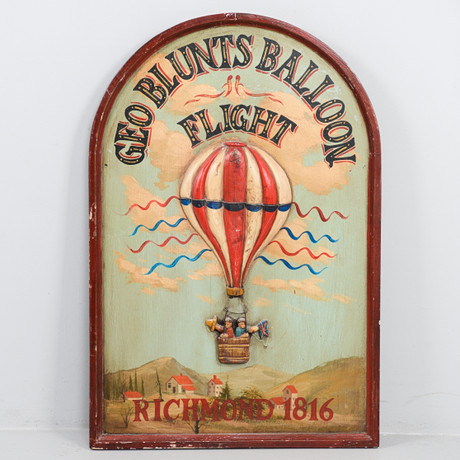 GEO BLUNTS BALLOON
FLIGHT
RICHMOND 1816